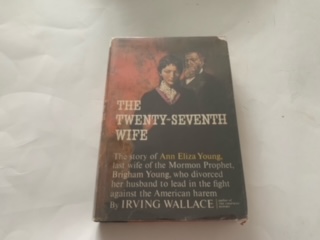 THE
TWENTY-SEVENTH
WIFE
The story of Ann Eliza Young,
last wife of the Mormon Prophet,
Brigham Young, who divorced
her husband to lead in the fight
against the American harem
By IRVING WALLACE